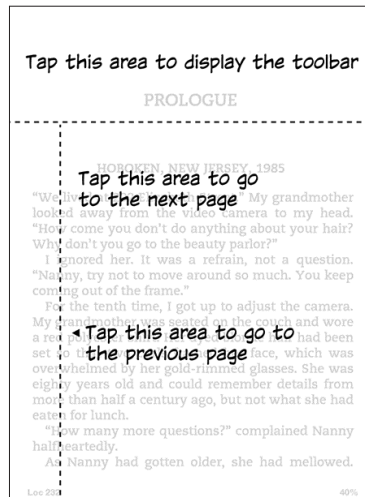 Tap this area to display the toolbar
PROLOGUE
HOBOKEN, NEW JERSEY, 1985
Tap this area to go
to the next page
"We My grandmother
looked away from the video camera to my head.
"How come you don't do anything about your hair?
Why don't you go to the beauty parlor?"
I ignored her. It was a refrain, not a question.
"Nanny, try not to move around so much. You keep
coming out of the frame."
For the tenth time, I got up to adjust the camera.
My grandmother was seated on the couch and wore
Tap this area to go to
the previous page
a red had been
set face, which was
overwhelmed by her gold-rimmed glasses. She was
eighty years old and could remember details from
more than half a century ago, but not what she had
eaten for lunch.
"How many more questions?" complained Nanny
halfheartedly.
As Nanny had gotten older, she had mellowed.
Loc 40%